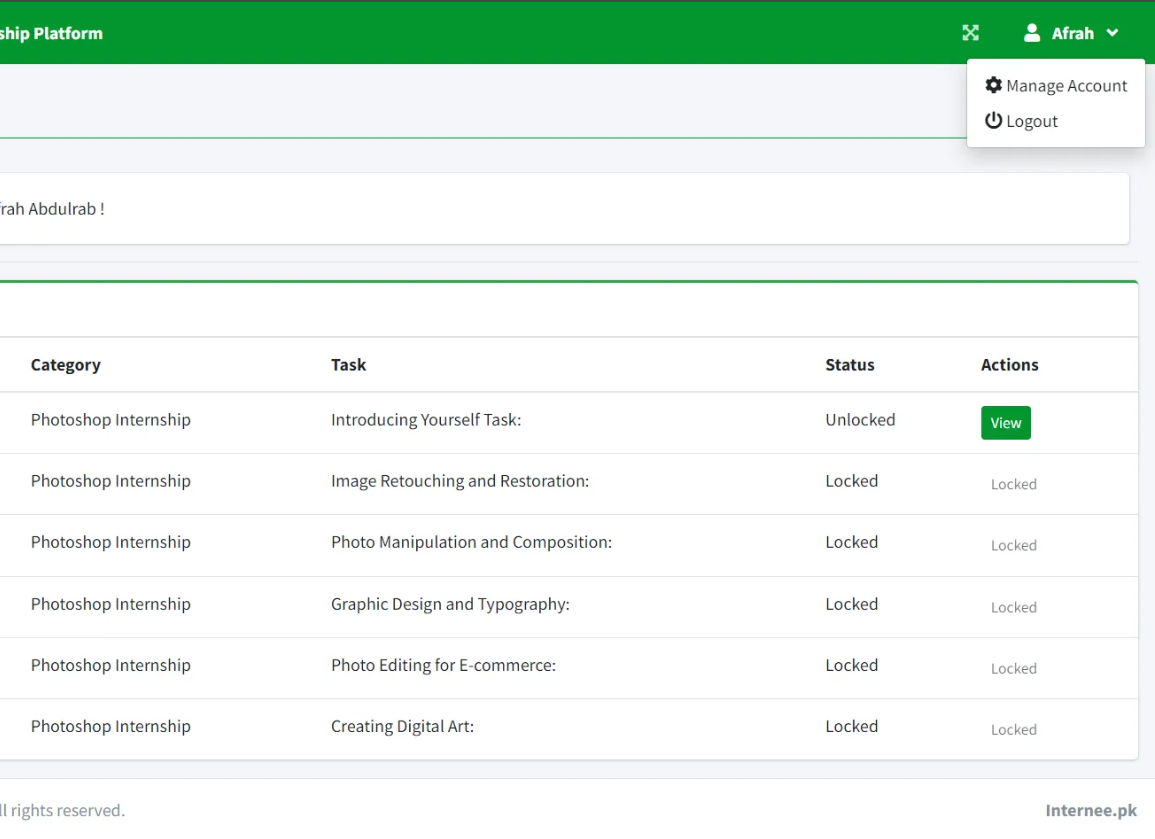 ship Platform
Afrah
Manage Account
Logout
frah Abdulrab !
Category Task Status Actions
Photoshop Internship Introducing Yourself Task: Unlocked View
Photoshop Internship Image Retouching and Restoration: Locked Locked
Photoshop Internship Photo Manipulation and Composition: Locked Locked
Photoshop Internship Graphic Design and Typography: Locked Locked
Photoshop Internship Photo Editing for E-commerce: Locked Locked
Photoshop Internship Creating Digital Art: Locked Locked
ll rights reserved. Internee.pk